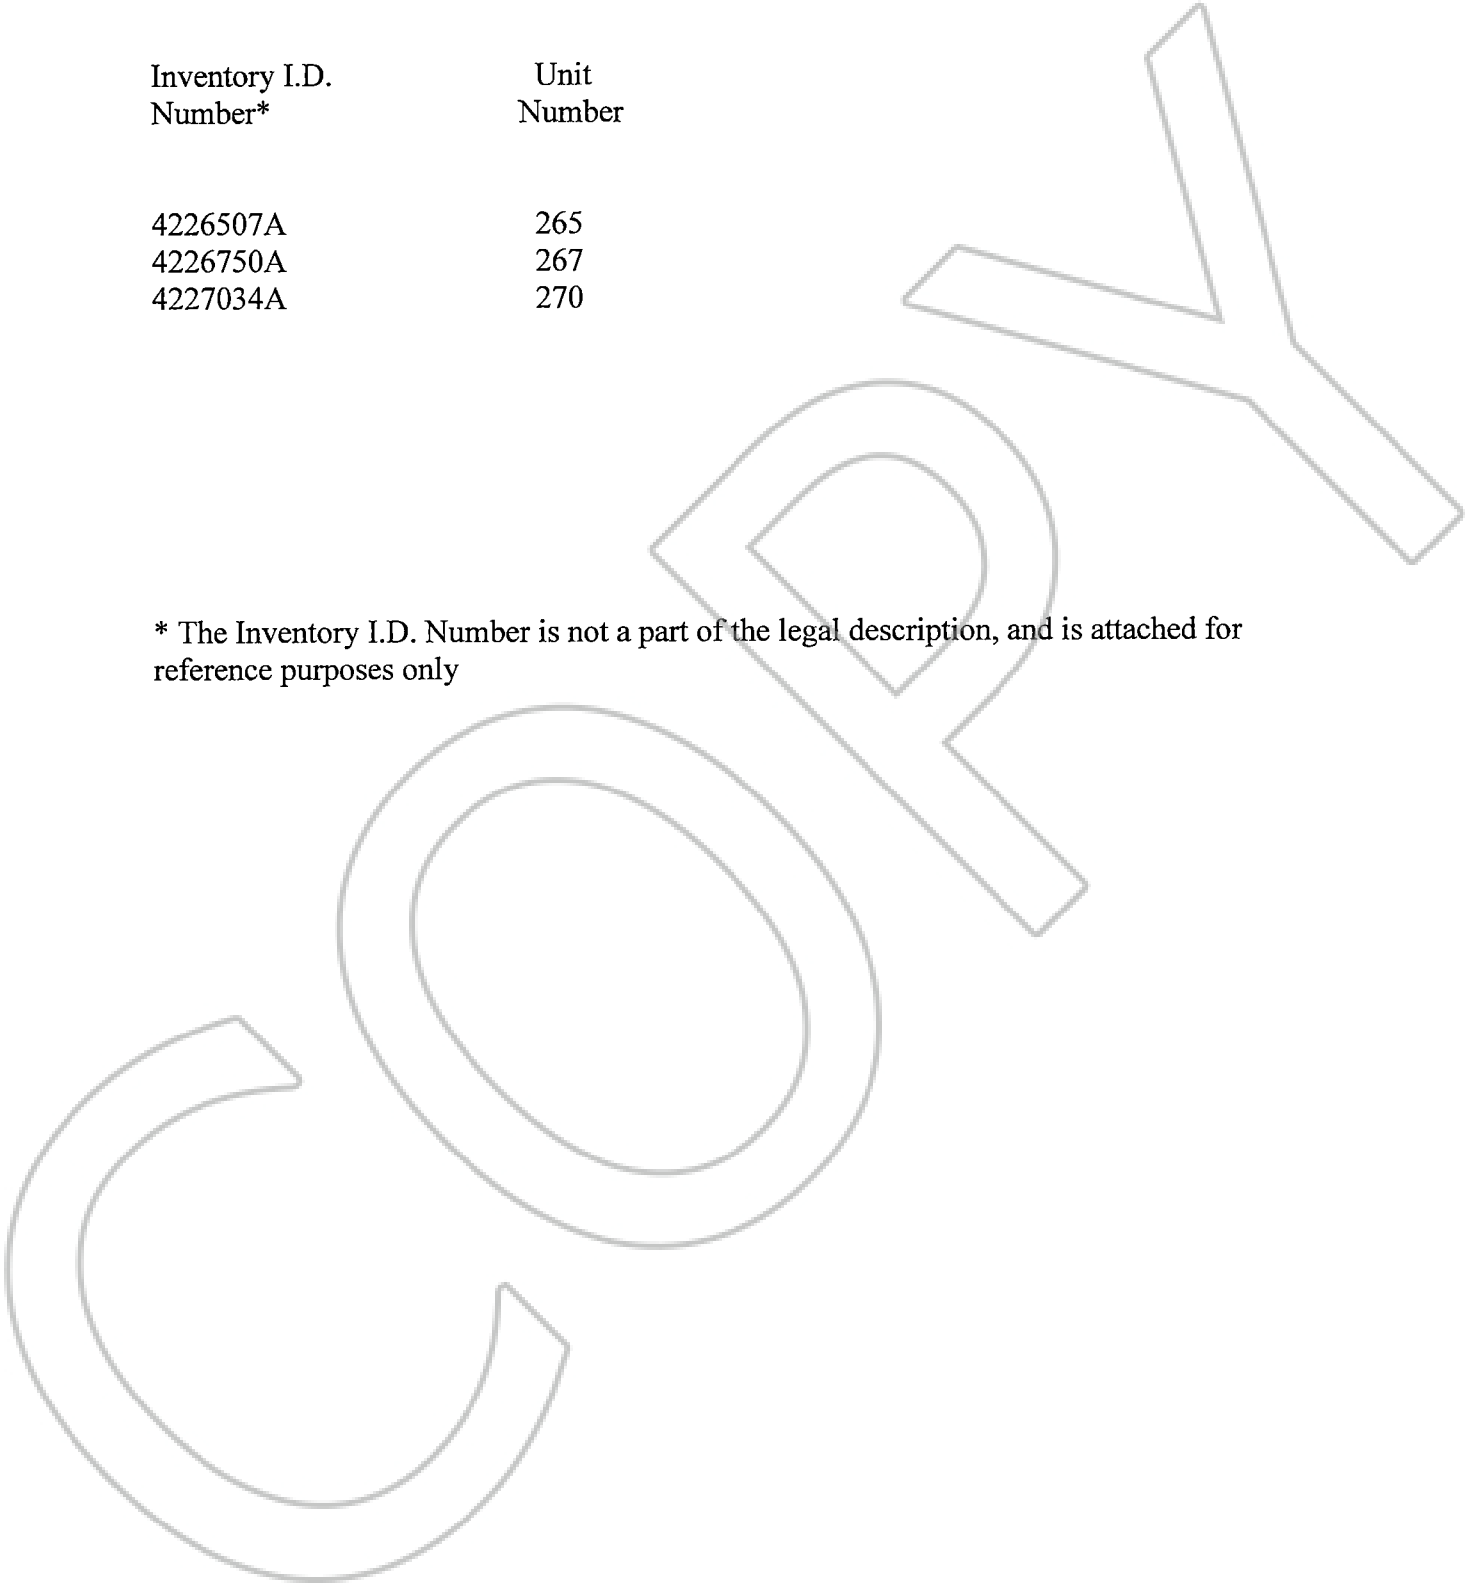 Inventory I.D. Unit
Number* Number
4226507A 265
4226750A 267
4227034A 270
* The Inventory I.D. Number is not a part of the legal description, and is attached for
reference purposes only
COPY